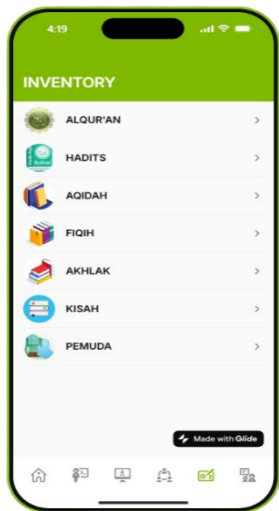 4:19
INVENTORY
ALQUR'AN
HADITS
AQIDAH
FIQIH
AKHLAK
KISAH
PEMUDA
Made with Glide